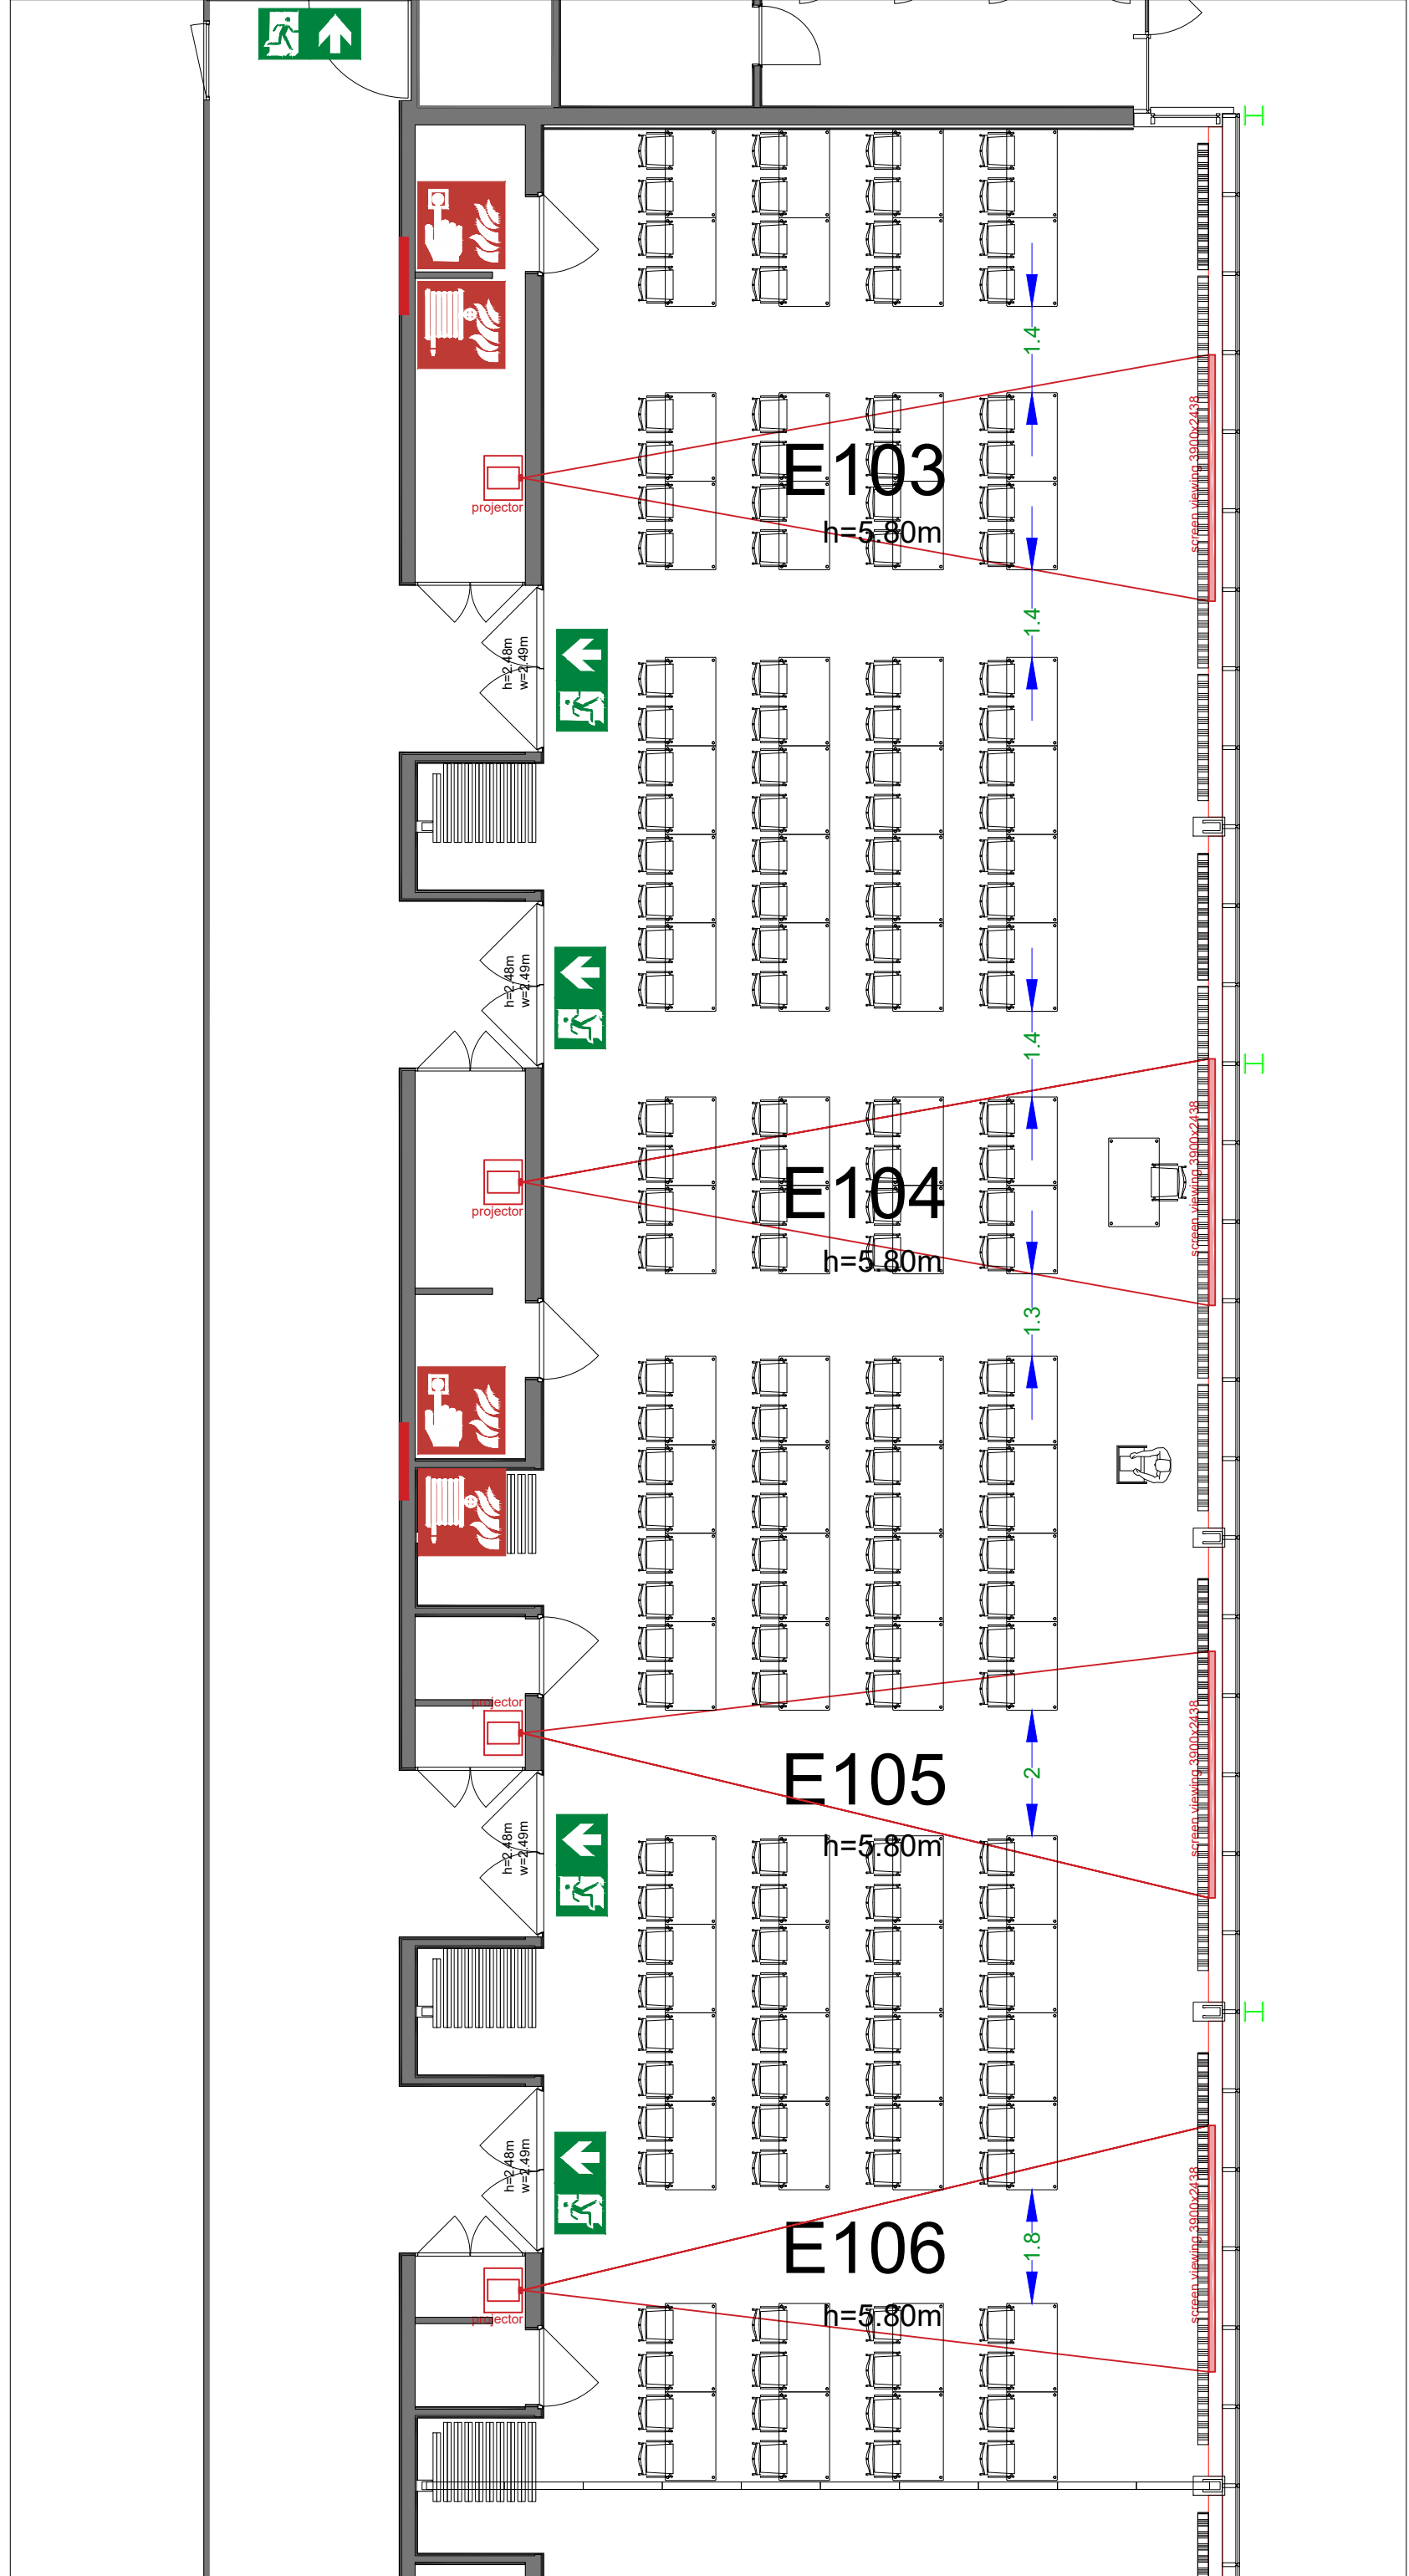 1.4
E103
h=5.80m
projector
screen viewing 3900x2438
1.4
h=2.48m
w=2.49m
h=2.48m
w=2.49m
1.4
E104
h=5.80m
projector
screen viewing 3900x2438
1.3
projector
screen viewing 3900x2438
E105
2
h=5.80m
h=2.48m
w=2.49m
h=2.48m
w=2.49m
E106
1.8
h=5.80m
projector
screen viewing 3900x2438